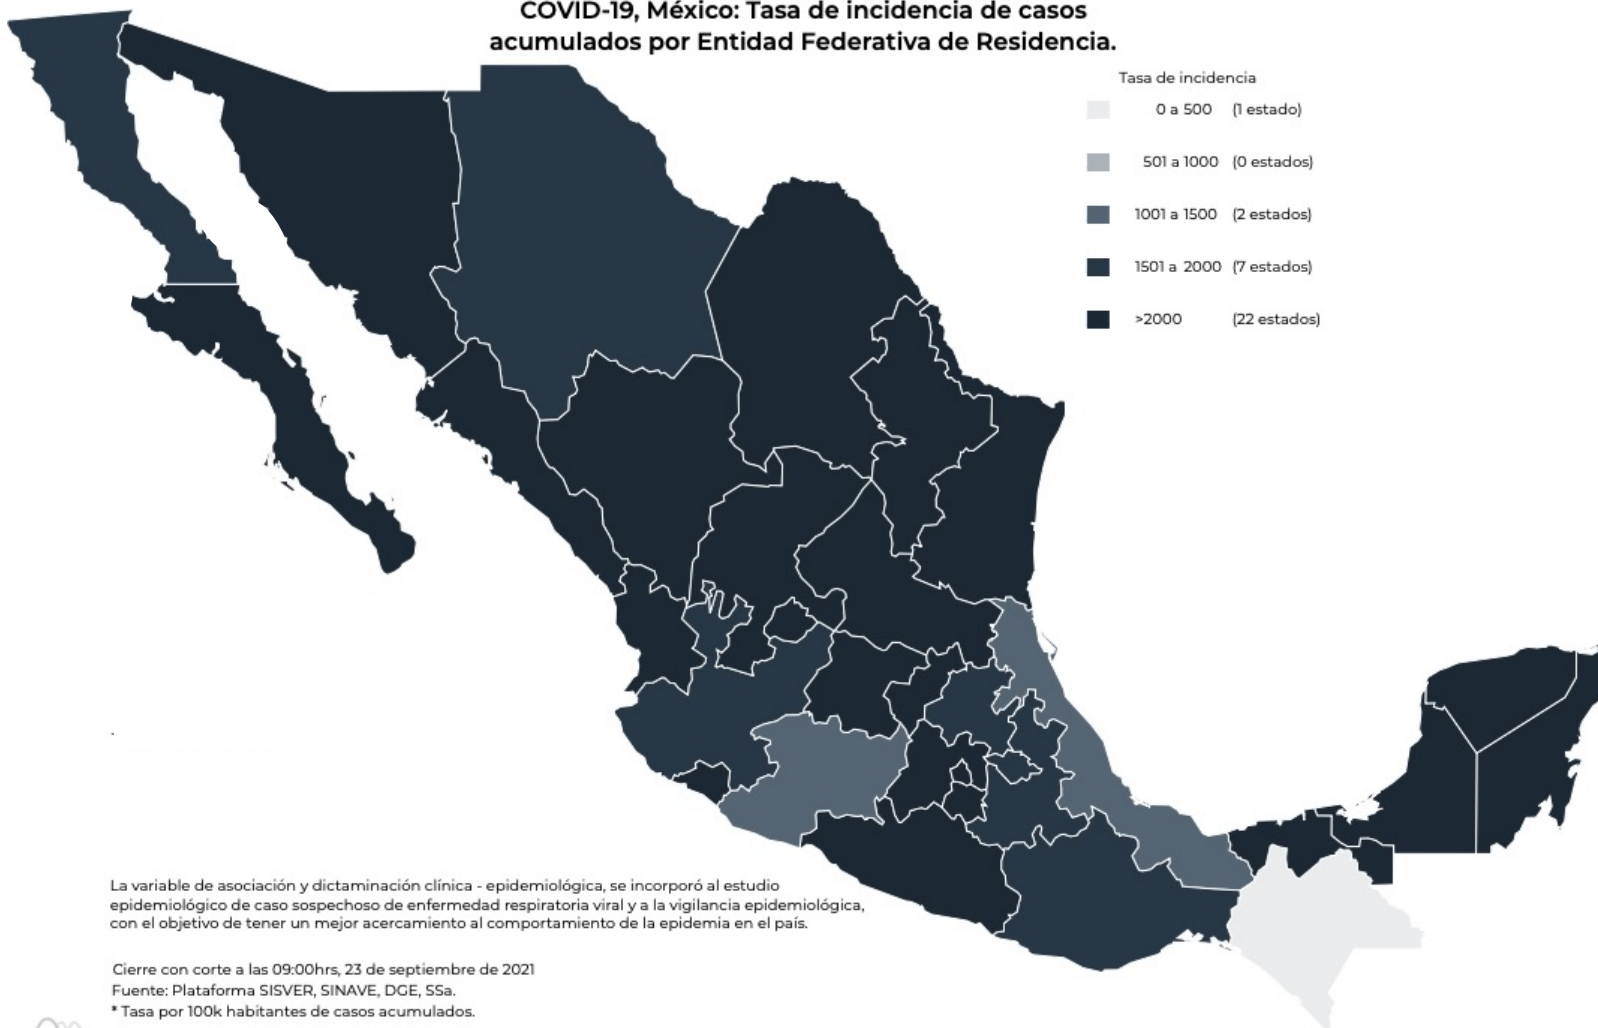 COVID-19, México: Tasa de incidencia de casos
acumulados por Entidad Federativa de Residencia.
Tasa de incidencia
0 a 500 (1 estado)
501 a 1000 (0 estados)
1001 a 1500 (2 estados)
1501 a 2000 (7 estados)
>2000 (22 estados)
La variable de asociación y dictaminación clínica - epidemiológica, se incorporó al estudio
epidemiológico de caso sospechoso de enfermedad respiratoria viral y a la vigilancia epidemiológica,
con el objetivo de tener un mejor acercamiento al comportamiento de la epidemia en el país.
Cierre con corte a las 09:00hrs, 23 de septiembre de 2021
Fuente: Plataforma SISVER, SINAVE, DGE, SSa.
* Tasa por 100k habitantes de casos acumulados.